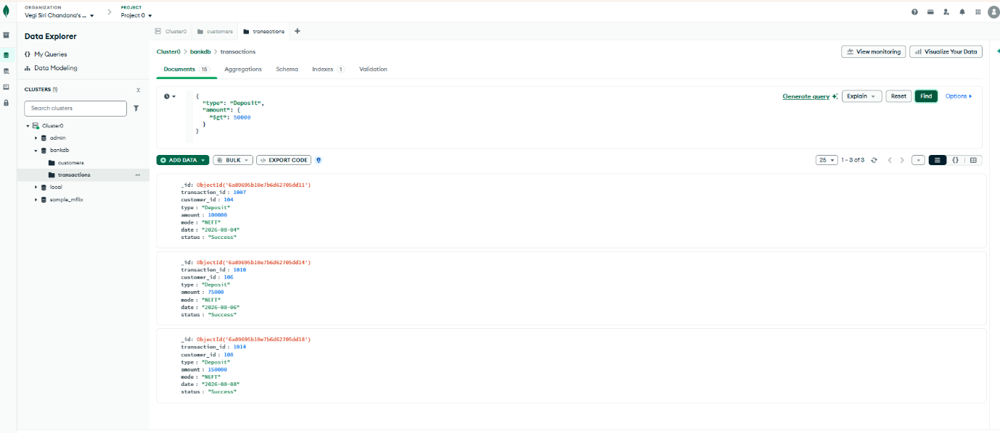 ORGANIZATION
Vegi Siri Chandana's ...
PROJECT
Project 0
Data Explorer
My Queries
Data Modeling
CLUSTERS (1)
Search clusters
Cluster0
admin
bankdb
customers
transactions
local
sample_mflix
Cluster0
customers
transactions
Cluster0 > bankdb > transactions
View monitoring
Visualize Your Data
Documents 15
Aggregations
Schema
Indexes 1
Validation
{
"type": "Deposit",
"amount": {
"$gt": 50000
}
}
Generate query
Explain
Reset
Find
Options
ADD DATA
BULK
EXPORT CODE
25
1 – 3 of 3
{}
_id: ObjectId('6a89695b10e7b6d62705dd11')
transaction_id : 1007
customer_id : 104
type : "Deposit"
amount : 100000
mode : "NEFT"
date : "2026-08-04"
status : "Success"
_id: ObjectId('6a89695b10e7b6d62705dd14')
transaction_id : 1010
customer_id : 106
type : "Deposit"
amount : 75000
mode : "NEFT"
date : "2026-08-06"
status : "Success"
_id: ObjectId('6a89695b10e7b6d62705dd18')
transaction_id : 1014
customer_id : 108
type : "Deposit"
amount : 150000
mode : "NEFT"
date : "2026-08-08"
status : "Success"